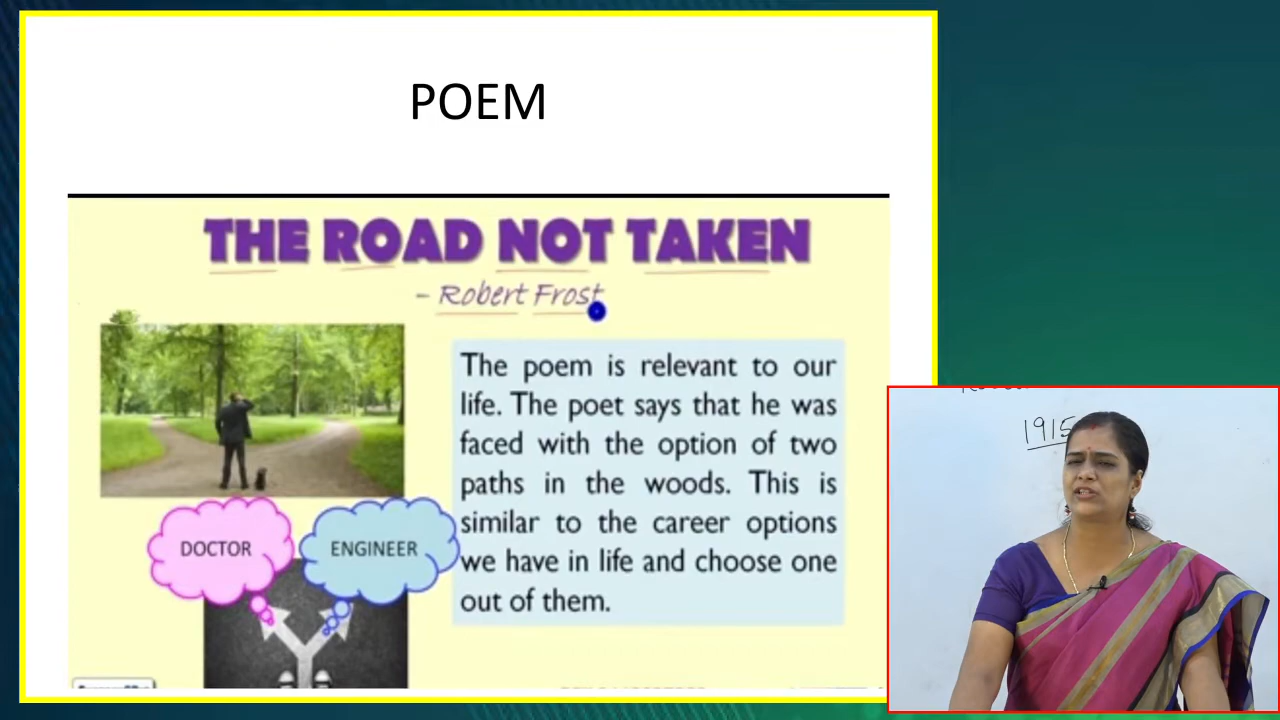 POEM
THE ROAD NOT TAKEN
- Robert Frost
The poem is relevant to our
life. The poet says that he was
faced with the option of two
paths in the woods. This is
similar to the career options
we have in life and choose one
out of them.
DOCTOR
ENGINEER
1915